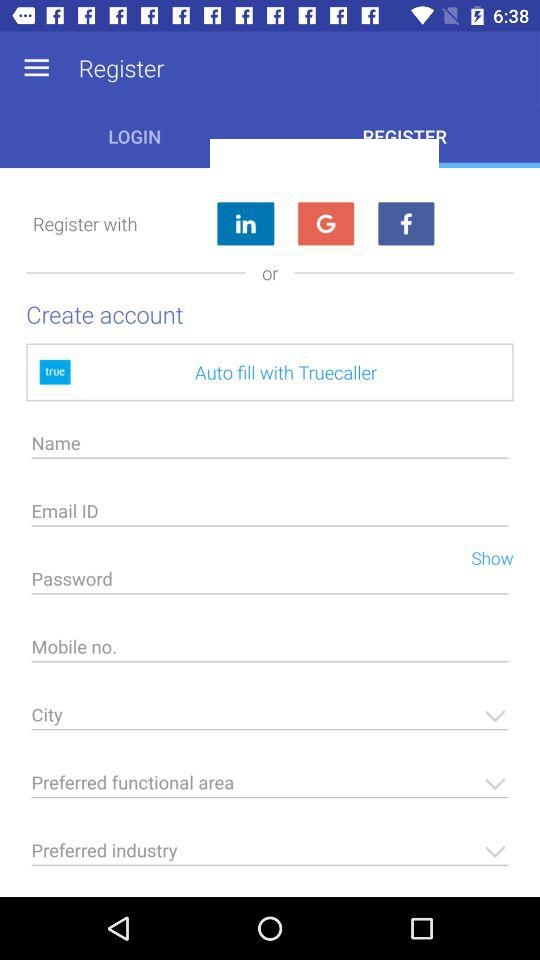 6:38
Register
LOGIN REGISTER
Register with in G f
or
Create account
true Auto fill with Truecaller
Name
Email ID
Show
Password
Mobile no.
City
Preferred functional area
Preferred industry